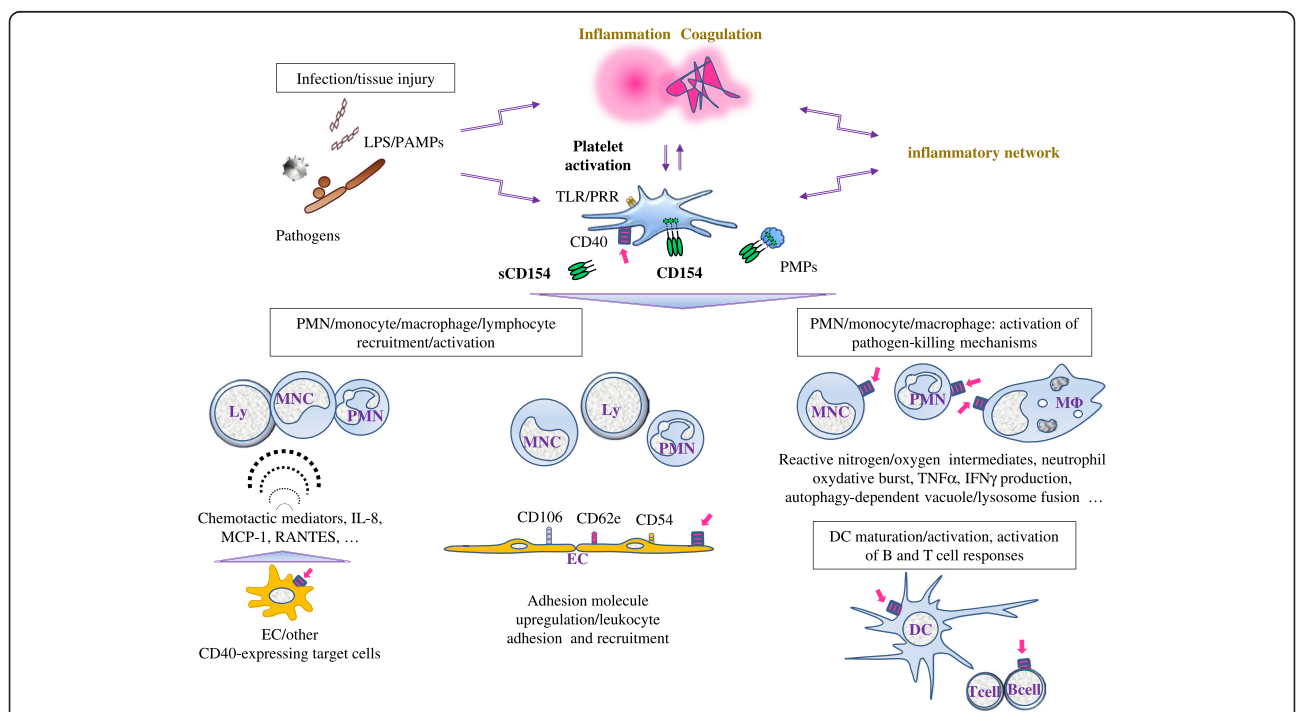 Inflammation Coagulation
Infection/tissue injury
LPS/PAMPs
Pathogens
Platelet
activation
inflammatory network
TLR/PRR
CD40
sCD154
CD154
PMPs
PMN/monocyte/macrophage/lymphocyte
recruitment/activation
Ly
MNC
PMN
Chemotactic mediators, IL-8,
MCP-1, RANTES, …
EC/other
CD40-expressing target cells
MNC
Ly
PMN
CD106
CD62e
CD54
EC
Adhesion molecule
upregulation/leukocyte
adhesion and recruitment
PMN/monocyte/macrophage: activation of
pathogen-killing mechanisms
MNC
PMN
MΦ
Reactive nitrogen/oxygen intermediates, neutrophil
oxydative burst, TNFα, IFNγ production,
autophagy-dependent vacuole/lysosome fusion …
DC maturation/activation, activation
of B and T cell responses
DC
Tcell
Bcell